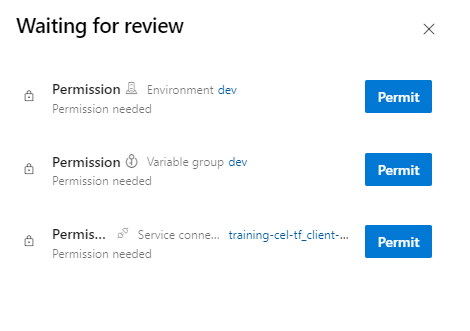 Waiting for review
Permission Environment dev
Permission needed
Permit
Permission Variable group dev
Permission needed
Permit
Permis... Service conne... training-cel-tf_client-...
Permission needed
Permit